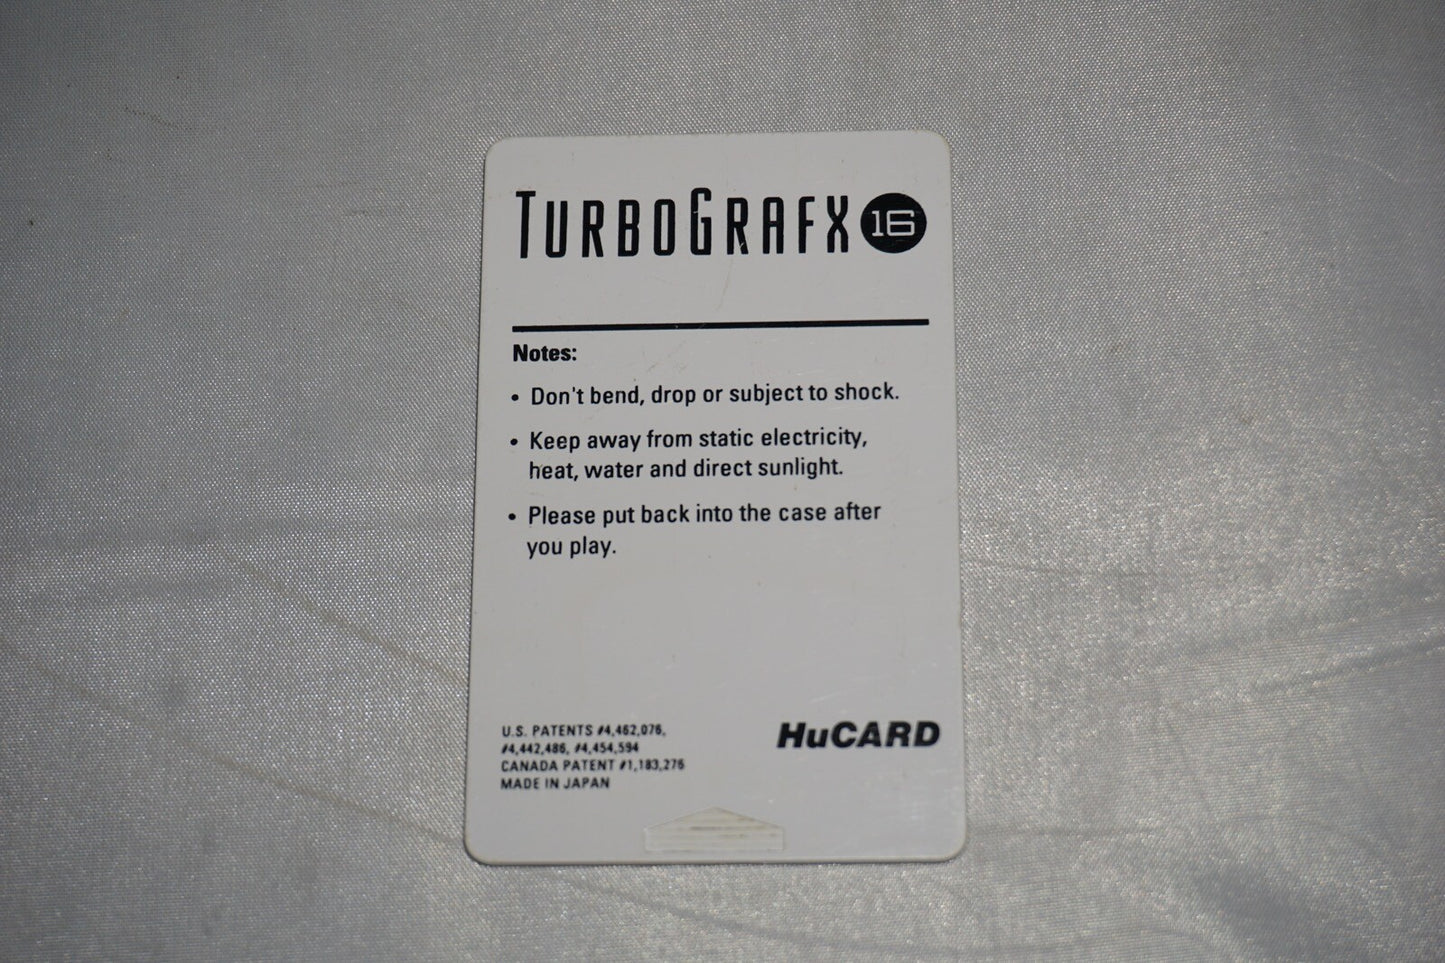 TURBOGRAFX 16
Notes:
• Don't bend, drop or subject to shock.
• Keep away from static electricity,
heat, water and direct sunlight.
• Please put back into the case after
you play.
U.S. PATENTS #4,462,076,
#4,442,486, #4,454,594
CANADA PATENT #1,183,276
MADE IN JAPAN
HuCARD